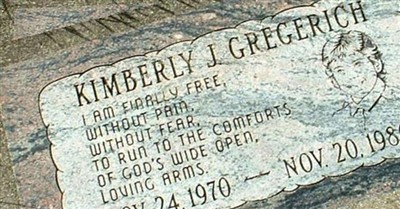 KIMBERLY J. GREGERICH
I AM FINALLY FREE,
WITHOUT PAIN,
WITHOUT FEAR,
TO RUN TO THE COMFORTS
OF GOD'S WIDE OPEN,
LOVING ARMS.
24, 1970 — NOV. 20, 198